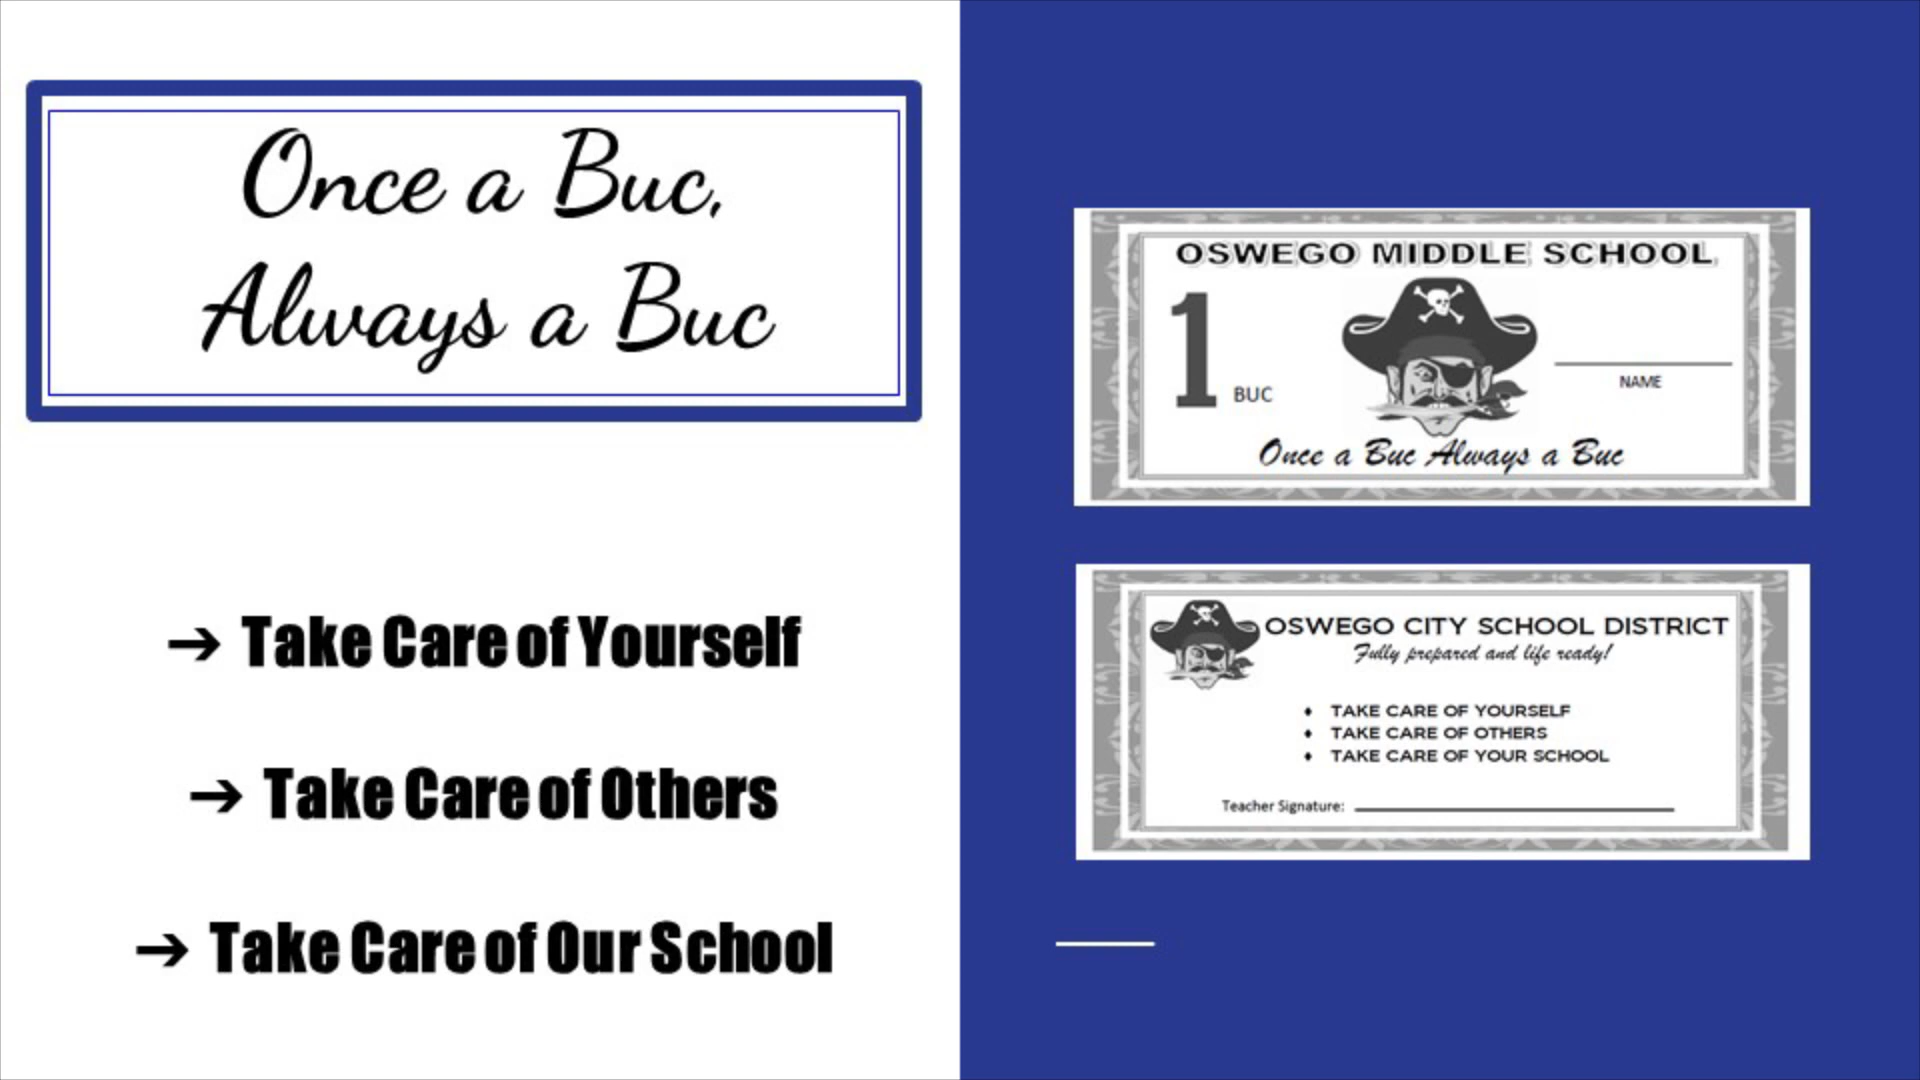 Once a Buc,
Always a Buc
➔ Take Care of Yourself
➔ Take Care of Others
➔ Take Care of Our School
OSWEGO MIDDLE SCHOOL
1 BUC
NAME
Once a Buc Always a Buc
OSWEGO CITY SCHOOL DISTRICT
Fully prepared and life ready!
♦ TAKE CARE OF YOURSELF
♦ TAKE CARE OF OTHERS
♦ TAKE CARE OF YOUR SCHOOL
Teacher Signature: